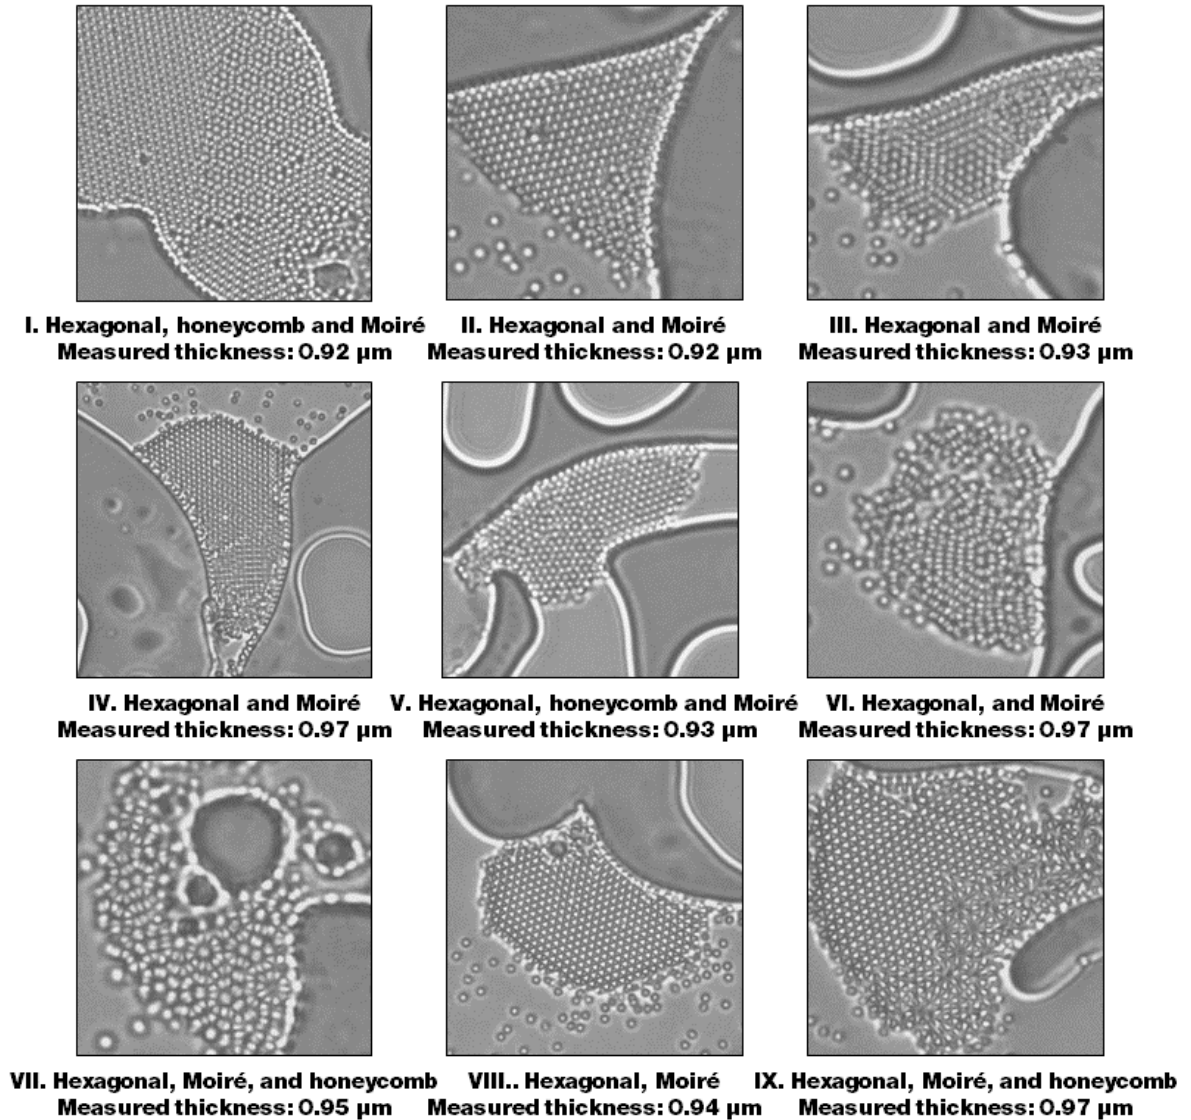 I. Hexagonal, honeycomb and Moiré
Measured thickness: 0.92 µm
II. Hexagonal and Moiré
Measured thickness: 0.92 µm
III. Hexagonal and Moiré
Measured thickness: 0.93 µm
IV. Hexagonal and Moiré
Measured thickness: 0.97 µm
V. Hexagonal, honeycomb and Moiré
Measured thickness: 0.93 µm
VI. Hexagonal, and Moiré
Measured thickness: 0.97 µm
VII. Hexagonal, Moiré, and honeycomb
Measured thickness: 0.95 µm
VIII.. Hexagonal, Moiré
Measured thickness: 0.94 µm
IX. Hexagonal, Moiré, and honeycomb
Measured thickness: 0.97 µm